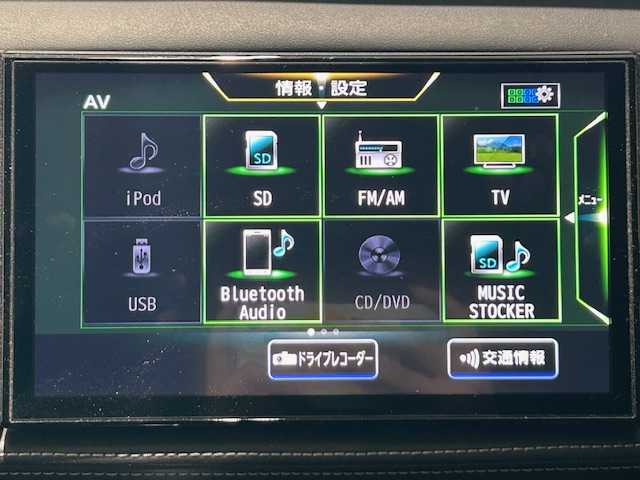 情報・設定
AV
iPod
SD
SD
FM/AM
TV
メニュー
USB
Bluetooth
Audio
CD/DVD
SD
MUSIC
STOCKER
ドライブレコーダー
交通情報